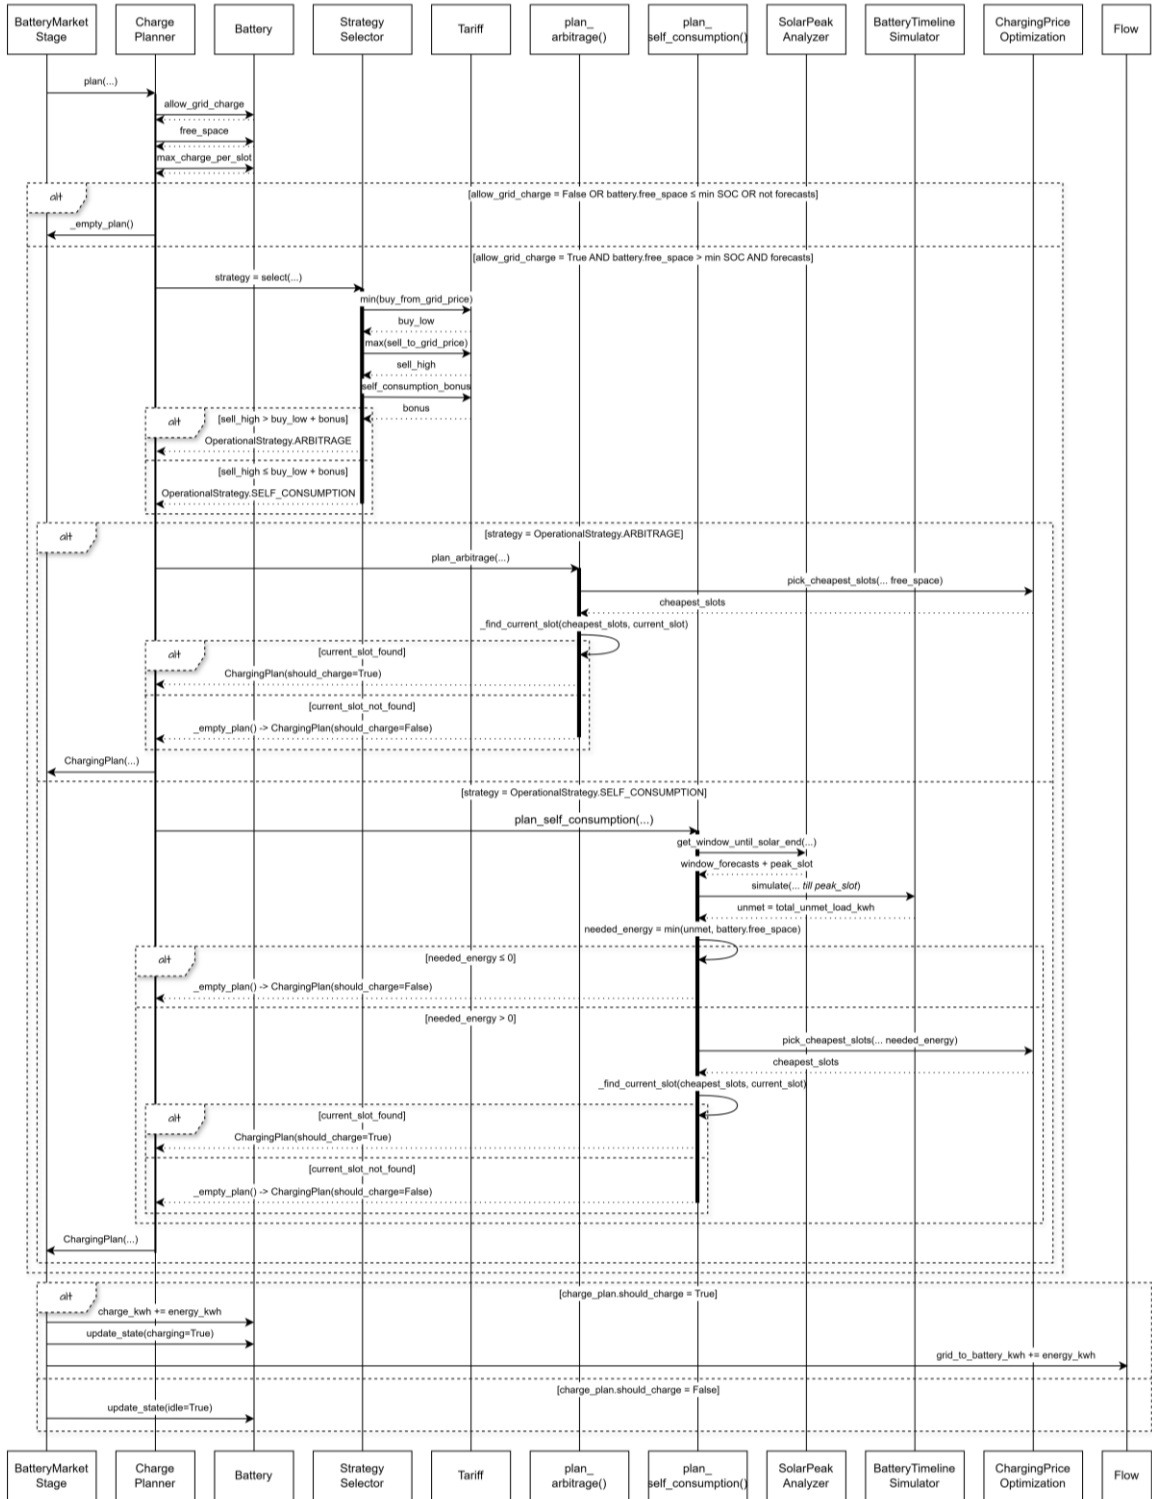 BatteryMarket
Stage
Charge
Planner
Battery
Strategy
Selector
Tariff
plan_
arbitrage()
plan_
self_consumption()
SolarPeak
Analyzer
BatteryTimeline
Simulator
ChargingPrice
Optimization
Flow
plan(...)
allow_grid_charge
free_space
max_charge_per_slot
alt
[allow_grid_charge = False OR battery.free_space ≤ min SOC OR not forecasts]
_empty_plan()
[allow_grid_charge = True AND battery.free_space > min SOC AND forecasts]
strategy = select(...)
min(buy_from_grid_price)
buy_low
max(sell_to_grid_price)
sell_high
self_consumption_bonus
bonus
alt
[sell_high > buy_low + bonus]
OperationalStrategy.ARBITRAGE
[sell_high ≤ buy_low + bonus]
OperationalStrategy.SELF_CONSUMPTION
alt
[strategy = OperationalStrategy.ARBITRAGE]
plan_arbitrage(...)
pick_cheapest_slots(... free_space)
cheapest_slots
_find_current_slot(cheapest_slots, current_slot)
alt
[current_slot_found]
ChargingPlan(should_charge=True)
[current_slot_not_found]
_empty_plan() -> ChargingPlan(should_charge=False)
ChargingPlan(...)
[strategy = OperationalStrategy.SELF_CONSUMPTION]
plan_self_consumption(...)
get_window_until_solar_end(...)
window_forecasts + peak_slot
simulate(... till peak_slot)
unmet = total_unmet_load_kwh
needed_energy = min(unmet, battery.free_space)
alt
[needed_energy ≤ 0]
_empty_plan() -> ChargingPlan(should_charge=False)
[needed_energy > 0]
pick_cheapest_slots(... needed_energy)
cheapest_slots
_find_current_slot(cheapest_slots, current_slot)
alt
[current_slot_found]
ChargingPlan(should_charge=True)
[current_slot_not_found]
_empty_plan() -> ChargingPlan(should_charge=False)
ChargingPlan(...)
alt
[charge_plan.should_charge = True]
charge_kwh += energy_kwh
update_state(charging=True)
grid_to_battery_kwh += energy_kwh
[charge_plan.should_charge = False]
update_state(idle=True)
BatteryMarket
Stage
Charge
Planner
Battery
Strategy
Selector
Tariff
plan_
arbitrage()
plan_
self_consumption()
SolarPeak
Analyzer
BatteryTimeline
Simulator
ChargingPrice
Optimization
Flow